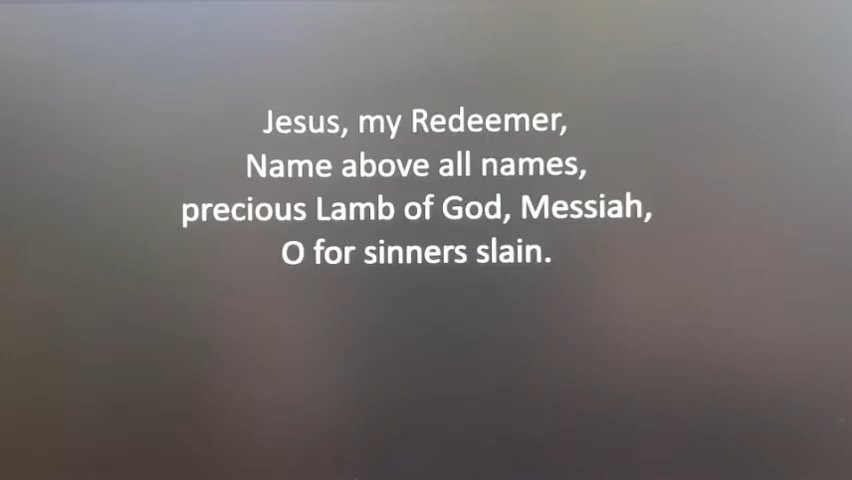 Jesus, my Redeemer,
Name above all names,
precious Lamb of God, Messiah,
O for sinners slain.